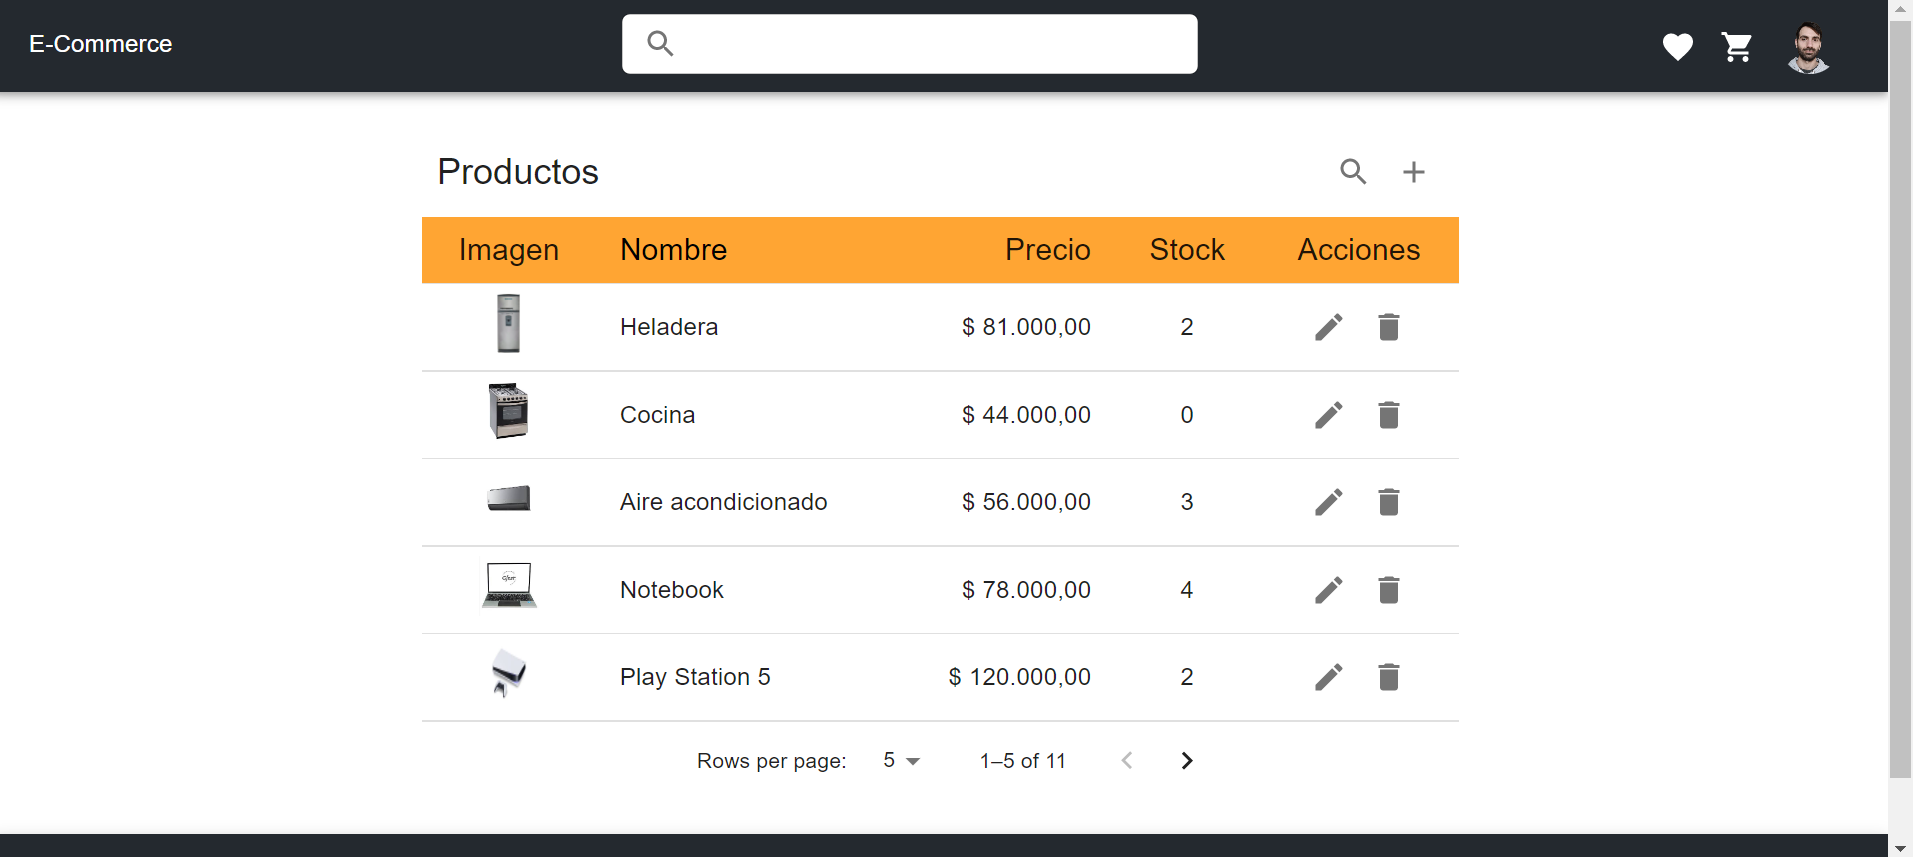 E-Commerce
Productos
Imagen Nombre Precio Stock Acciones
Heladera $ 81.000,00 2
Cocina $ 44.000,00 0
Aire acondicionado $ 56.000,00 3
Notebook $ 78.000,00 4
Play Station 5 $ 120.000,00 2
Rows per page: 5 1–5 of 11